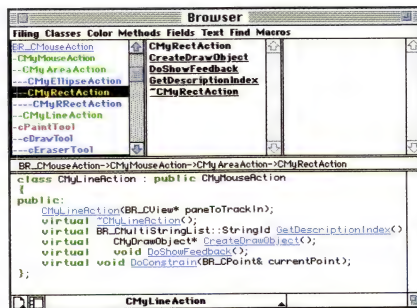 Browser
Filing Classes Color Methods Fields Text Find Macros
BR_CMouseAction
-CMyMouseAction
--CMyAreaAction
---CMyEllipseAction
---CMyRectAction
---CMyRRectAction
--CMyLineAction
-cPaintTool
--cDrawTool
---cEraserTool
CMyRectAction
CreateDrawObject
DoShowFeedback
GetDescriptionIndex
~CMyRectAction
BR_CMouseAction->CMyMouseAction->CMyAreaAction->CMyRectAction
class CMyLineAction : public CMyMouseAction
{
public:
CMyLineAction(BR_CView* paneToTrackIn);
virtual ~CMyLineAction();
virtual BR_CMultiStringList::StringId GetDescriptionIndex()
virtual CMyDrawObject* CreateDrawObject();
virtual void DoShowFeedback();
virtual void DoConstrain(BR_CPoint& currentPoint);
};
CMyLineAction